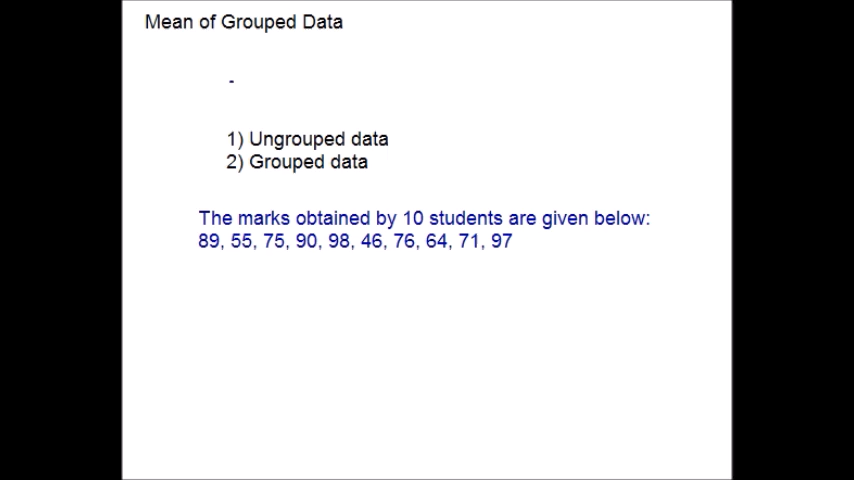 Mean of Grouped Data
-
1) Ungrouped data
2) Grouped data
The marks obtained by 10 students are given below:
89, 55, 75, 90, 98, 46, 76, 64, 71, 97